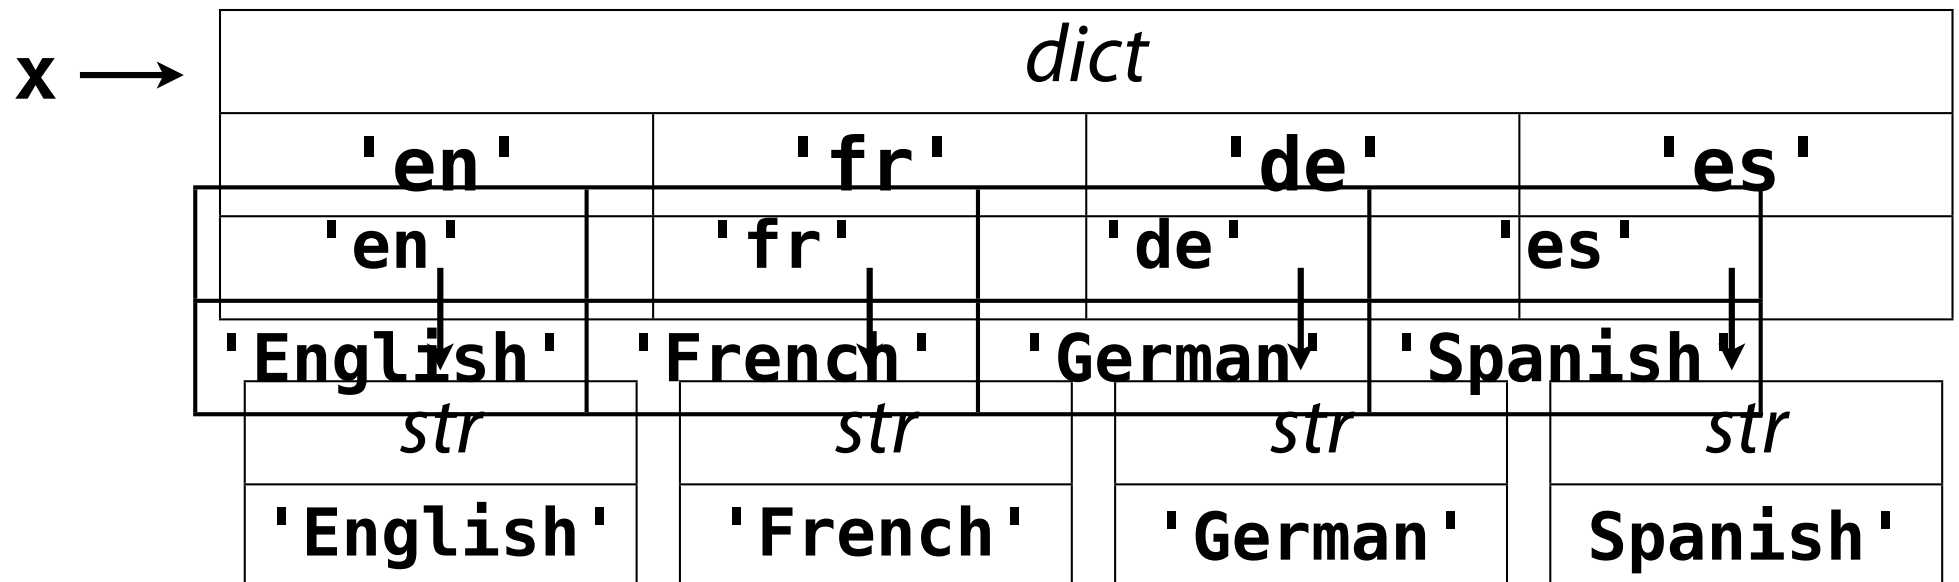 dict
x
'en' 'fr' 'de' 'es'
'en' 'fr' 'de' 'es'
'English' 'French' 'German' 'Spanish'
str str str str
'English' 'French' 'German' Spanish'